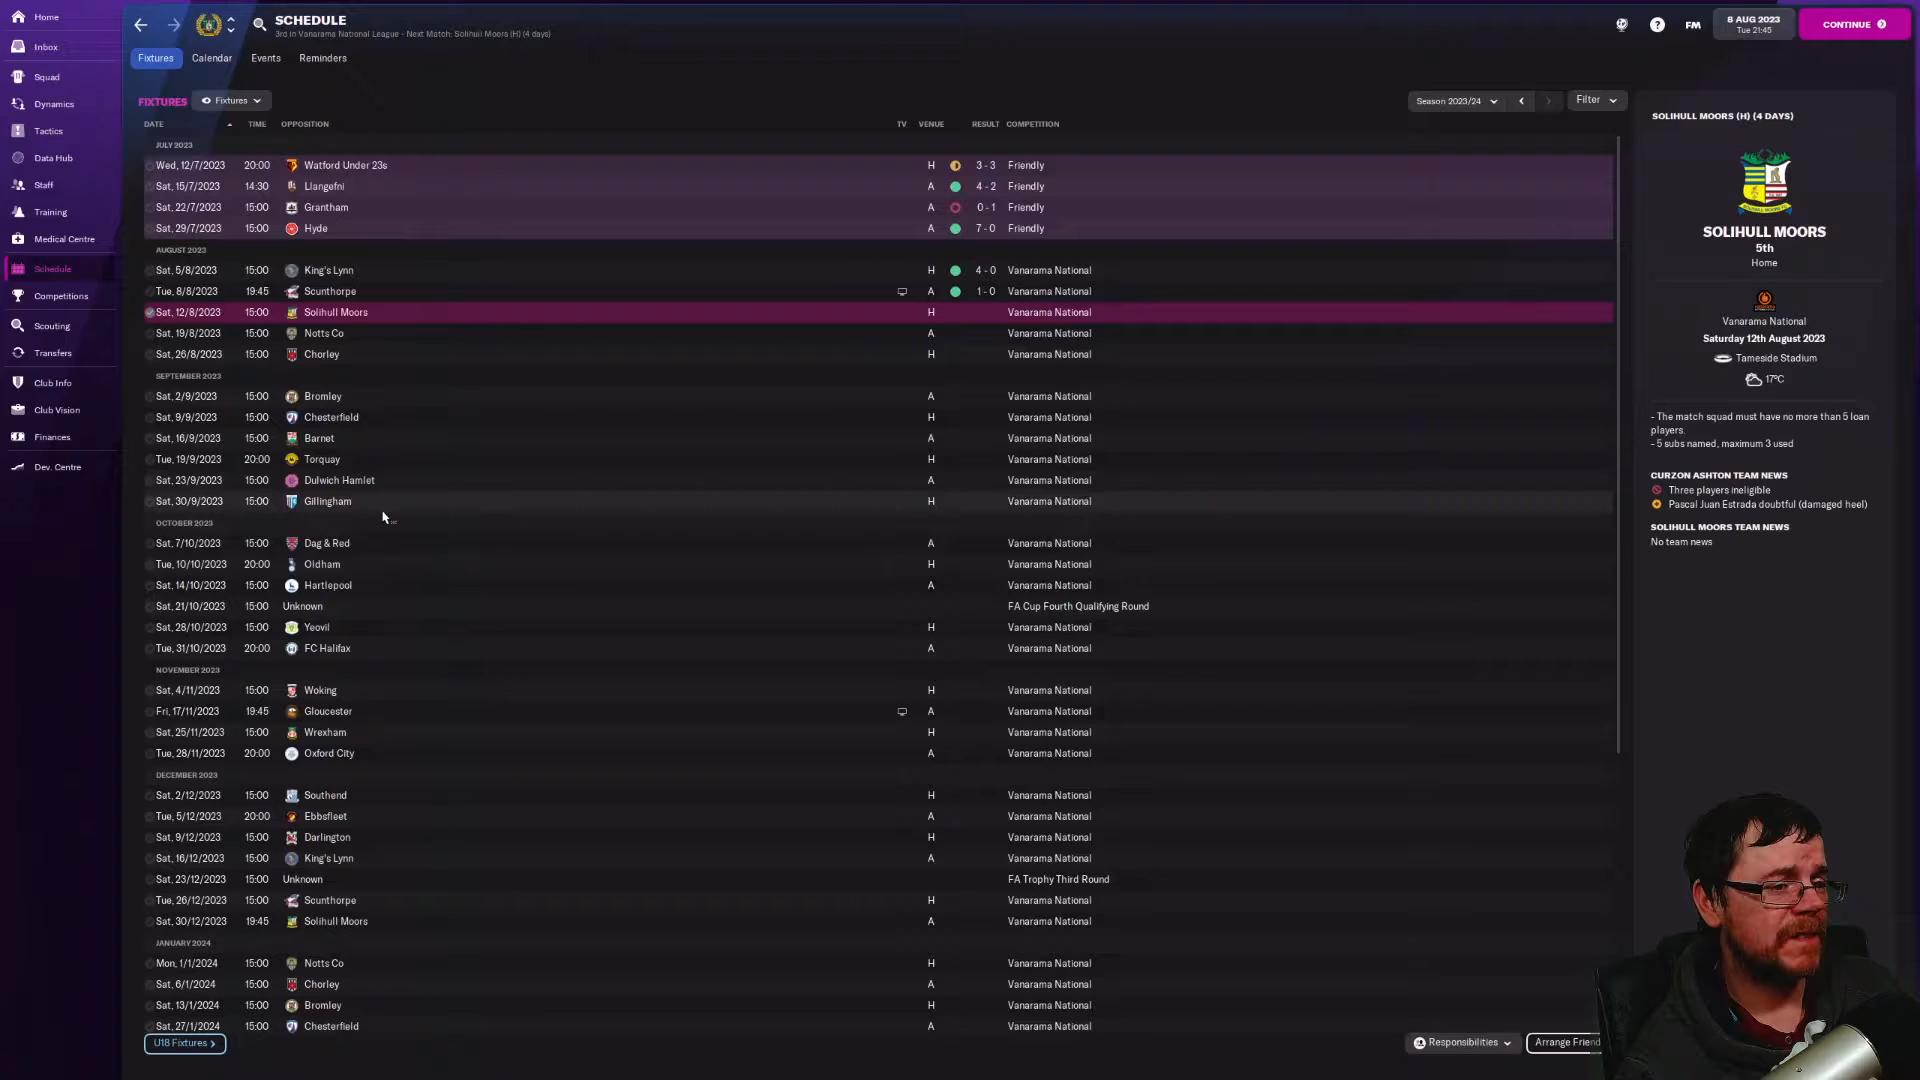 Home
Inbox
Squad
Dynamics
Tactics
Data Hub
Staff
Training
Medical Centre
Schedule
Competitions
Scouting
Transfers
Club Info
Club Vision
Finances
Dev. Centre
SCHEDULE
3rd in Vanarama National League - Next Match: Solihull Moors (H) (4 days)
? FM 8 AUG 2023 CONTINUE
Tue 21:45
Fixtures Calendar Events Reminders
FIXTURES Fixtures Season 2023/24 Filter
DATE TIME OPPOSITION TV VENUE RESULT COMPETITION
JULY 2023
Wed, 12/7/2023 20:00 Watford Under 23s H 3 - 3 Friendly
Sat, 15/7/2023 14:30 Llangefni A 4 - 2 Friendly
Sat, 22/7/2023 15:00 Grantham A 0 - 1 Friendly
Sat, 29/7/2023 15:00 Hyde A 7 - 0 Friendly
AUGUST 2023
Sat, 5/8/2023 15:00 King's Lynn H 4 - 0 Vanarama National
Tue, 8/8/2023 19:45 Scunthorpe A 1 - 0 Vanarama National
Sat, 12/8/2023 15:00 Solihull Moors H Vanarama National
Sat, 19/8/2023 15:00 Notts Co A Vanarama National
Sat, 26/8/2023 15:00 Chorley H Vanarama National
SEPTEMBER 2023
Sat, 2/9/2023 15:00 Bromley A Vanarama National
Sat, 9/9/2023 15:00 Chesterfield H Vanarama National
Sat, 16/9/2023 15:00 Barnet A Vanarama National
Tue, 19/9/2023 20:00 Torquay H Vanarama National
Sat, 23/9/2023 15:00 Dulwich Hamlet A Vanarama National
Sat, 30/9/2023 15:00 Gillingham H Vanarama National
OCTOBER 2023
Sat, 7/10/2023 15:00 Dag & Red A Vanarama National
Tue, 10/10/2023 20:00 Oldham H Vanarama National
Sat, 14/10/2023 15:00 Hartlepool A Vanarama National
Sat, 21/10/2023 15:00 Unknown FA Cup Fourth Qualifying Round
Sat, 28/10/2023 15:00 Yeovil H Vanarama National
Tue, 31/10/2023 20:00 FC Halifax A Vanarama National
NOVEMBER 2023
Sat, 4/11/2023 15:00 Woking H Vanarama National
Fri, 17/11/2023 19:45 Gloucester A Vanarama National
Sat, 25/11/2023 15:00 Wrexham H Vanarama National
Tue, 28/11/2023 20:00 Oxford City A Vanarama National
DECEMBER 2023
Sat, 2/12/2023 15:00 Southend H Vanarama National
Tue, 5/12/2023 20:00 Ebbsfleet A Vanarama National
Sat, 9/12/2023 15:00 Darlington H Vanarama National
Sat, 16/12/2023 15:00 King's Lynn A Vanarama National
Sat, 23/12/2023 15:00 Unknown FA Trophy Third Round
Tue, 26/12/2023 15:00 Scunthorpe H Vanarama National
Sat, 30/12/2023 19:45 Solihull Moors A Vanarama National
JANUARY 2024
Mon, 1/1/2024 15:00 Notts Co H Vanarama National
Sat, 6/1/2024 15:00 Chorley A Vanarama National
Sat, 13/1/2024 15:00 Bromley H Vanarama National
Sat, 27/1/2024 15:00 Chesterfield A Vanarama National
U18 Fixtures Responsibilities Arrange Friend
SOLIHULL MOORS (H) (4 DAYS)
SOLIHULL MOORS
5th
Home
Vanarama National
Saturday 12th August 2023
Tameside Stadium
17ºC
- The match squad must have no more than 5 loan
players.
- 5 subs named, maximum 3 used
CURZON ASHTON TEAM NEWS
Three players ineligible
Pascal Juan Estrada doubtful (damaged heel)
SOLIHULL MOORS TEAM NEWS
No team news